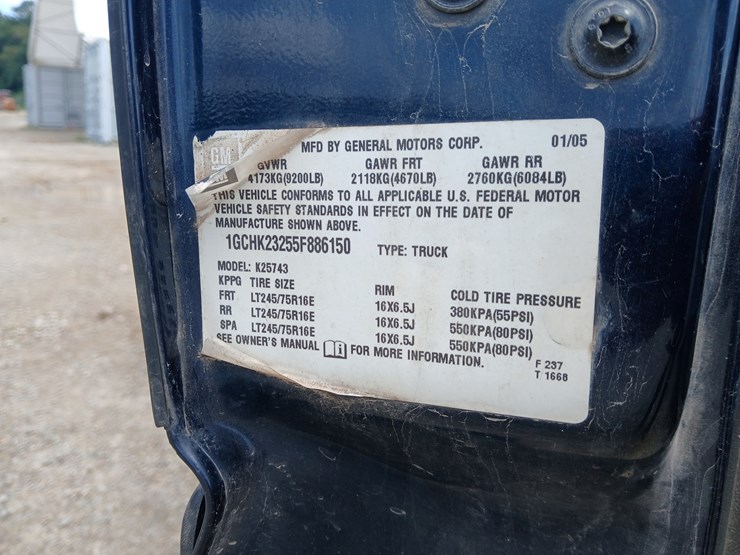 MFD BY GENERAL MOTORS CORP. 01/05
GM
GVWR GAWR FRT GAWR RR
4173KG(9200LB) 2118KG(4670LB) 2760KG(6084LB)
THIS VEHICLE CONFORMS TO ALL APPLICABLE U.S. FEDERAL MOTOR
VEHICLE SAFETY STANDARDS IN EFFECT ON THE DATE OF
MANUFACTURE SHOWN ABOVE.
1GCHK23255F886150 TYPE: TRUCK
MODEL: K25743
KPPG TIRE SIZE RIM COLD TIRE PRESSURE
FRT LT245/75R16E 16X6.5J 380KPA(55PSI)
RR LT245/75R16E 16X6.5J 550KPA(80PSI)
SPA LT245/75R16E 16X6.5J 550KPA(80PSI)
SEE OWNER'S MANUAL FOR MORE INFORMATION.
F 237
T 1668